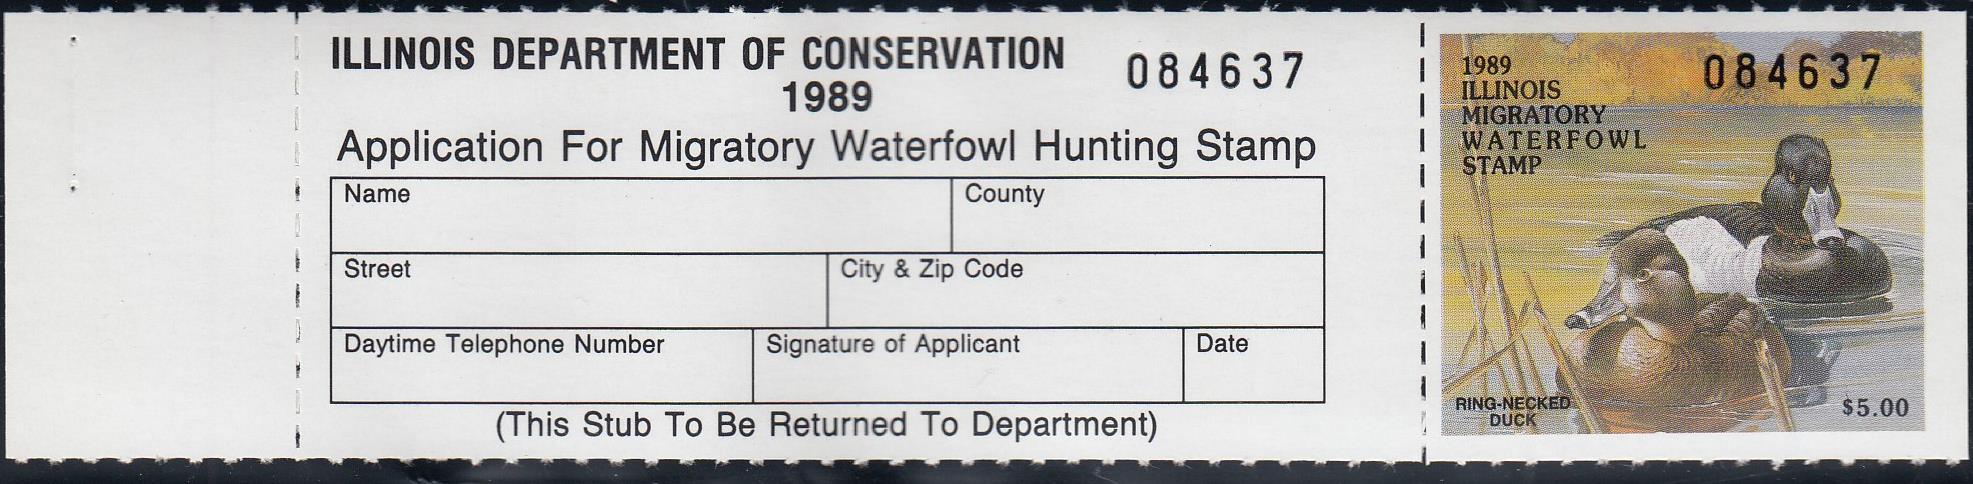 ILLINOIS DEPARTMENT OF CONSERVATION
1989
084637
Application For Migratory Waterfowl Hunting Stamp
Name
County
Street
City & Zip Code
Daytime Telephone Number
Signature of Applicant
Date
(This Stub To Be Returned To Department)
1989
ILLINOIS
MIGRATORY
WATERFOWL
STAMP
084637
RING-NECKED
DUCK
$5.00